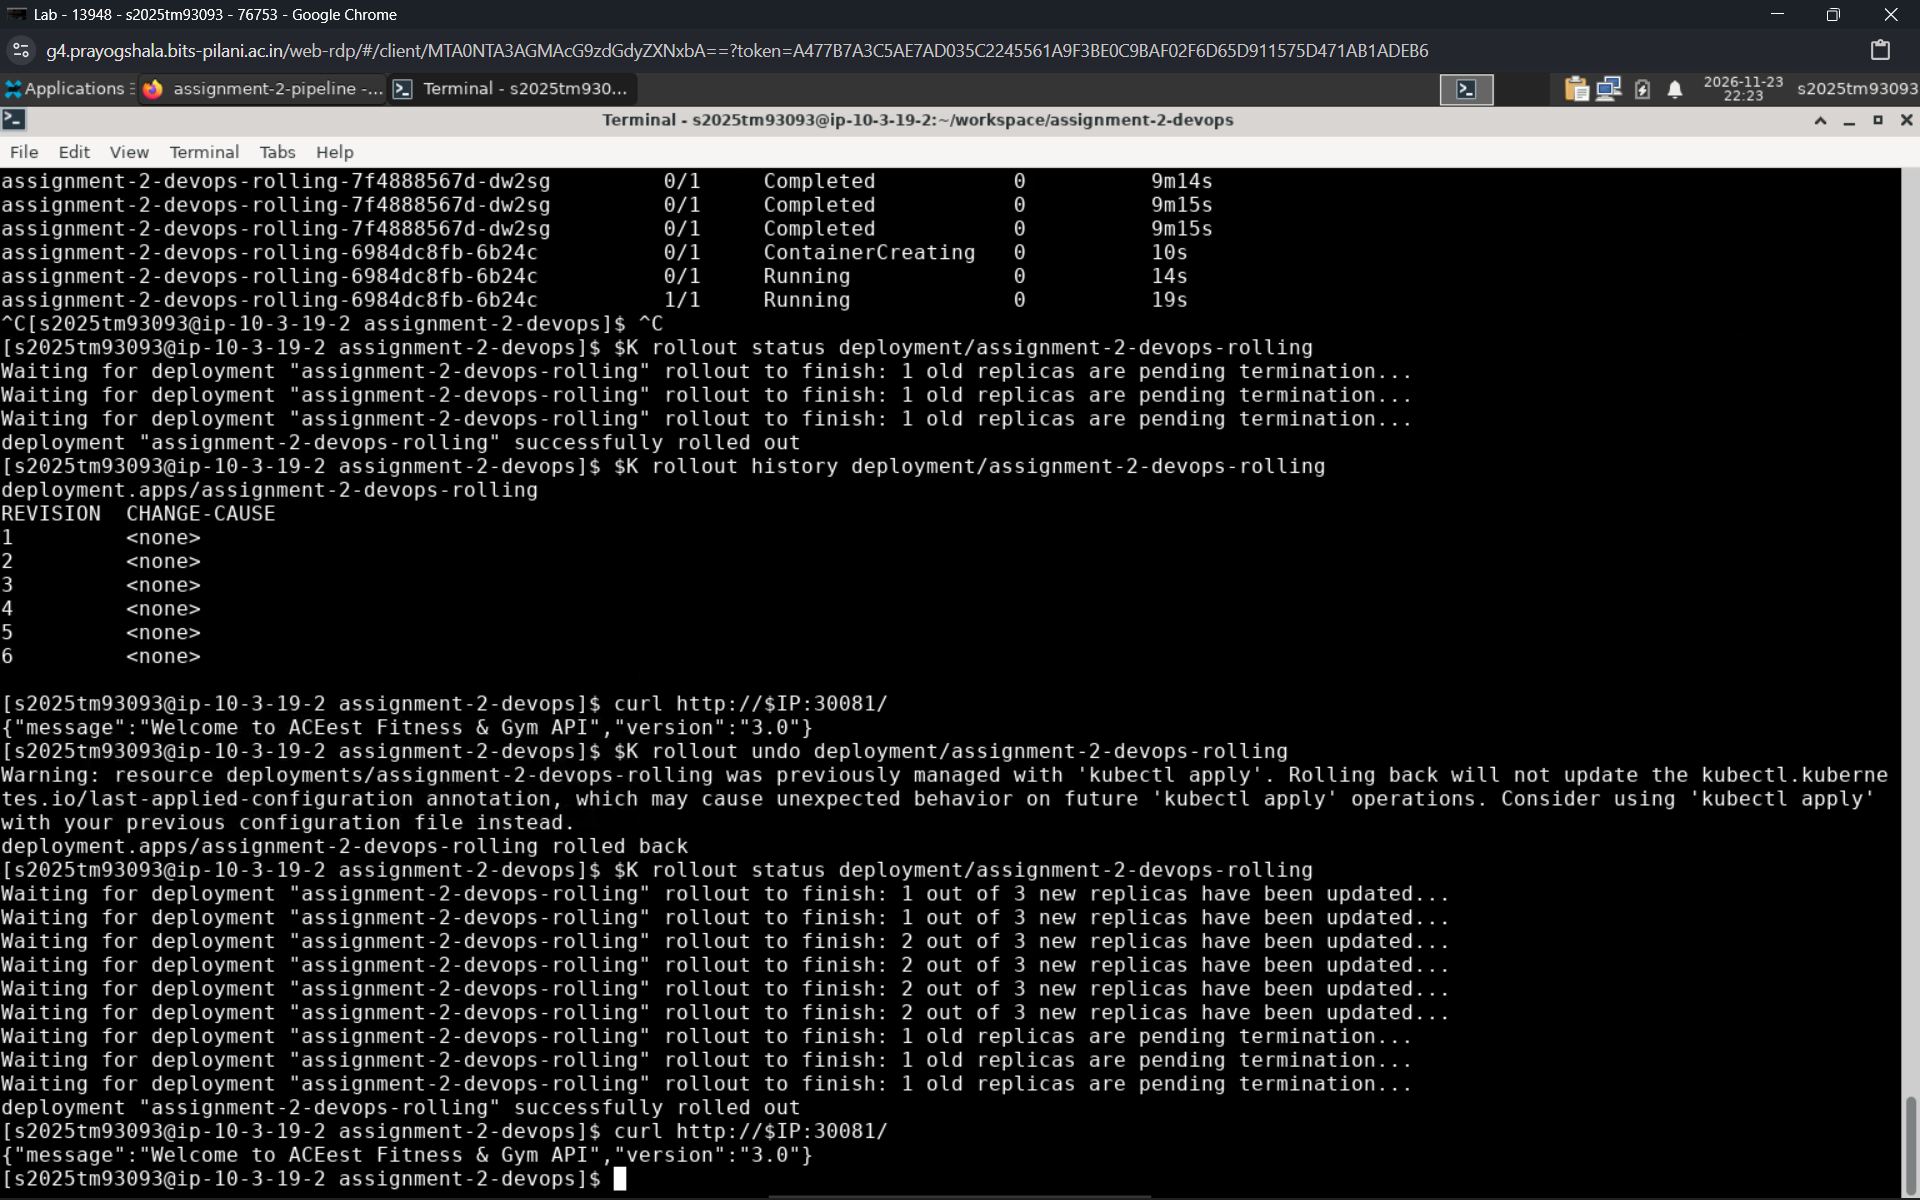 Lab - 13948 - s2025tm93093 - 76753 - Google Chrome
g4.prayogshala.bits-pilani.ac.in/web-rdp/#/client/MTA0NTA3AGMAcG9zdGdyZXNxbA==?token=A477B7A3C5AE7AD035C2245561A9F3BE0C9BAF02F6D65D911575D471AB1ADEB6
Applications assignment-2-pipeline -... Terminal - s2025tm930... 2026-11-23 22:23 s2025tm93093
Terminal - s2025tm93093@ip-10-3-19-2:~/workspace/assignment-2-devops
File Edit View Terminal Tabs Help
assignment-2-devops-rolling-7f4888567d-dw2sg 0/1 Completed 0 9m14s
assignment-2-devops-rolling-7f4888567d-dw2sg 0/1 Completed 0 9m15s
assignment-2-devops-rolling-7f4888567d-dw2sg 0/1 Completed 0 9m15s
assignment-2-devops-rolling-6984dc8fb-6b24c 0/1 ContainerCreating 0 10s
assignment-2-devops-rolling-6984dc8fb-6b24c 0/1 Running 0 14s
assignment-2-devops-rolling-6984dc8fb-6b24c 1/1 Running 0 19s
^C[s2025tm93093@ip-10-3-19-2 assignment-2-devops]$ ^C
[s2025tm93093@ip-10-3-19-2 assignment-2-devops]$ $K rollout status deployment/assignment-2-devops-rolling
Waiting for deployment "assignment-2-devops-rolling" rollout to finish: 1 old replicas are pending termination...
Waiting for deployment "assignment-2-devops-rolling" rollout to finish: 1 old replicas are pending termination...
Waiting for deployment "assignment-2-devops-rolling" rollout to finish: 1 old replicas are pending termination...
deployment "assignment-2-devops-rolling" successfully rolled out
[s2025tm93093@ip-10-3-19-2 assignment-2-devops]$ $K rollout history deployment/assignment-2-devops-rolling
deployment.apps/assignment-2-devops-rolling
REVISION CHANGE-CAUSE
1 <none>
2 <none>
3 <none>
4 <none>
5 <none>
6 <none>
[s2025tm93093@ip-10-3-19-2 assignment-2-devops]$ curl http://$IP:30081/
{"message":"Welcome to ACEest Fitness & Gym API","version":"3.0"}
[s2025tm93093@ip-10-3-19-2 assignment-2-devops]$ $K rollout undo deployment/assignment-2-devops-rolling
Warning: resource deployments/assignment-2-devops-rolling was previously managed with 'kubectl apply'. Rolling back will not update the kubectl.kuberne
tes.io/last-applied-configuration annotation, which may cause unexpected behavior on future 'kubectl apply' operations. Consider using 'kubectl apply'
with your previous configuration file instead.
deployment.apps/assignment-2-devops-rolling rolled back
[s2025tm93093@ip-10-3-19-2 assignment-2-devops]$ $K rollout status deployment/assignment-2-devops-rolling
Waiting for deployment "assignment-2-devops-rolling" rollout to finish: 1 out of 3 new replicas have been updated...
Waiting for deployment "assignment-2-devops-rolling" rollout to finish: 1 out of 3 new replicas have been updated...
Waiting for deployment "assignment-2-devops-rolling" rollout to finish: 2 out of 3 new replicas have been updated...
Waiting for deployment "assignment-2-devops-rolling" rollout to finish: 2 out of 3 new replicas have been updated...
Waiting for deployment "assignment-2-devops-rolling" rollout to finish: 2 out of 3 new replicas have been updated...
Waiting for deployment "assignment-2-devops-rolling" rollout to finish: 2 out of 3 new replicas have been updated...
Waiting for deployment "assignment-2-devops-rolling" rollout to finish: 1 old replicas are pending termination...
Waiting for deployment "assignment-2-devops-rolling" rollout to finish: 1 old replicas are pending termination...
Waiting for deployment "assignment-2-devops-rolling" rollout to finish: 1 old replicas are pending termination...
deployment "assignment-2-devops-rolling" successfully rolled out
[s2025tm93093@ip-10-3-19-2 assignment-2-devops]$ curl http://$IP:30081/
{"message":"Welcome to ACEest Fitness & Gym API","version":"3.0"}
[s2025tm93093@ip-10-3-19-2 assignment-2-devops]$